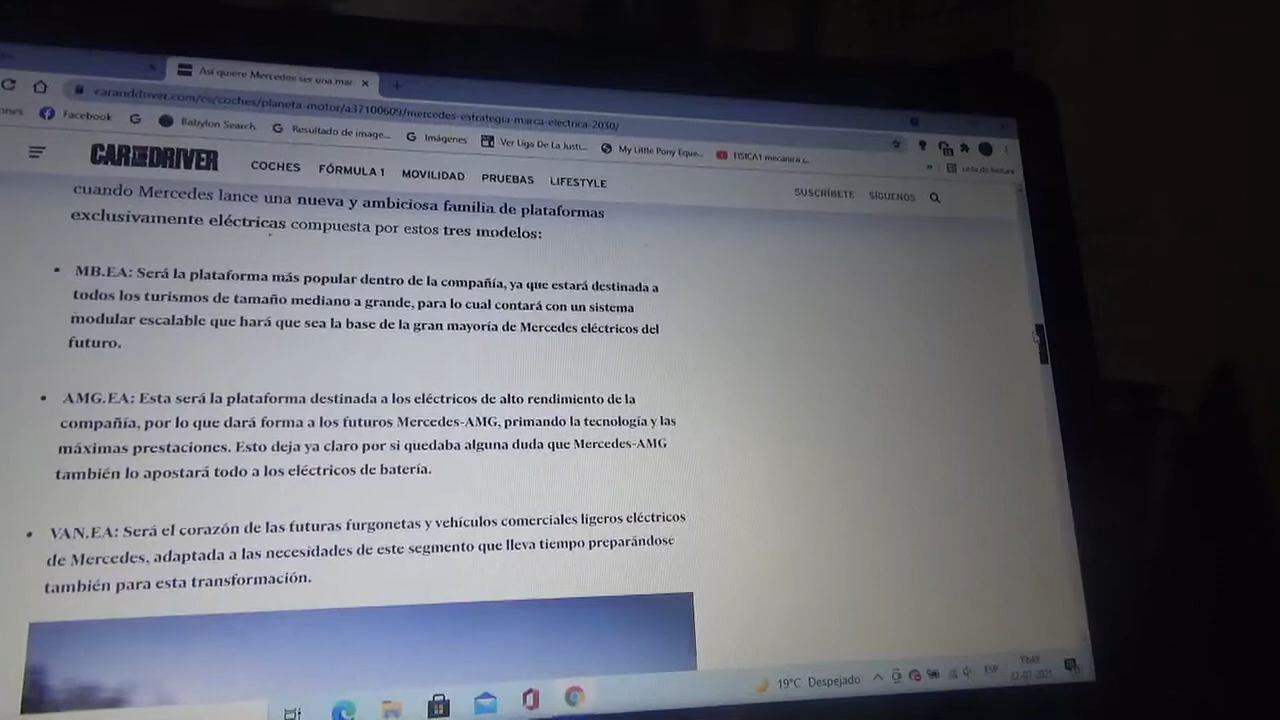 Así quiere Mercedes ser una mar
caranddriver.com/es/coches/planeta-motor/a37100609/mercedes-estrategia-marca-electrica-2030/
Facebook
Babylon Search
Resultado de image...
Imágenes
Ver Liga De La Justi...
My Little Pony Eque...
FISICA1 mecanica c...
Lista de lectura
CAR AND DRIVER
COCHES
FÓRMULA 1
MOVILIDAD
PRUEBAS
LIFESTYLE
SUSCRÍBETE
SÍGUENOS
cuando Mercedes lance una nueva y ambiciosa familia de plataformas
exclusivamente eléctricas compuesta por estos tres modelos:
• MB.EA: Será la plataforma más popular dentro de la compañía, ya que estará destinada a
todos los turismos de tamaño mediano a grande, para lo cual contará con un sistema
modular escalable que hará que sea la base de la gran mayoría de Mercedes eléctricos del
futuro.
• AMG.EA: Esta será la plataforma destinada a los eléctricos de alto rendimiento de la
compañía, por lo que dará forma a los futuros Mercedes-AMG, primando la tecnología y las
máximas prestaciones. Esto deja ya claro por si quedaba alguna duda que Mercedes-AMG
también lo apostará todo a los eléctricos de batería.
• VAN.EA: Será el corazón de las futuras furgonetas y vehículos comerciales ligeros eléctricos
de Mercedes, adaptada a las necesidades de este segmento que lleva tiempo preparándose
también para esta transformación.
19°C Despejado
ESP
22-07-2021